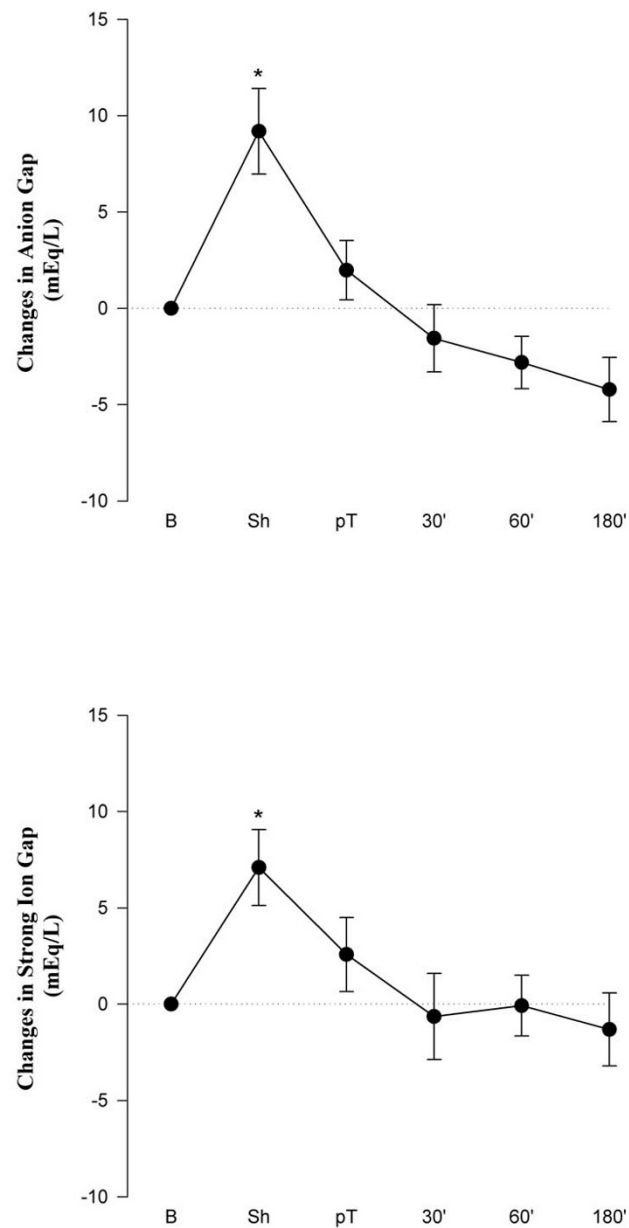 15
*
10
5
0
-5
-10
Changes in Anion Gap
(mEq/L)
B Sh pT 30' 60' 180'
15
10
*
5
0
-5
-10
Changes in Strong Ion Gap
(mEq/L)
B Sh pT 30' 60' 180'